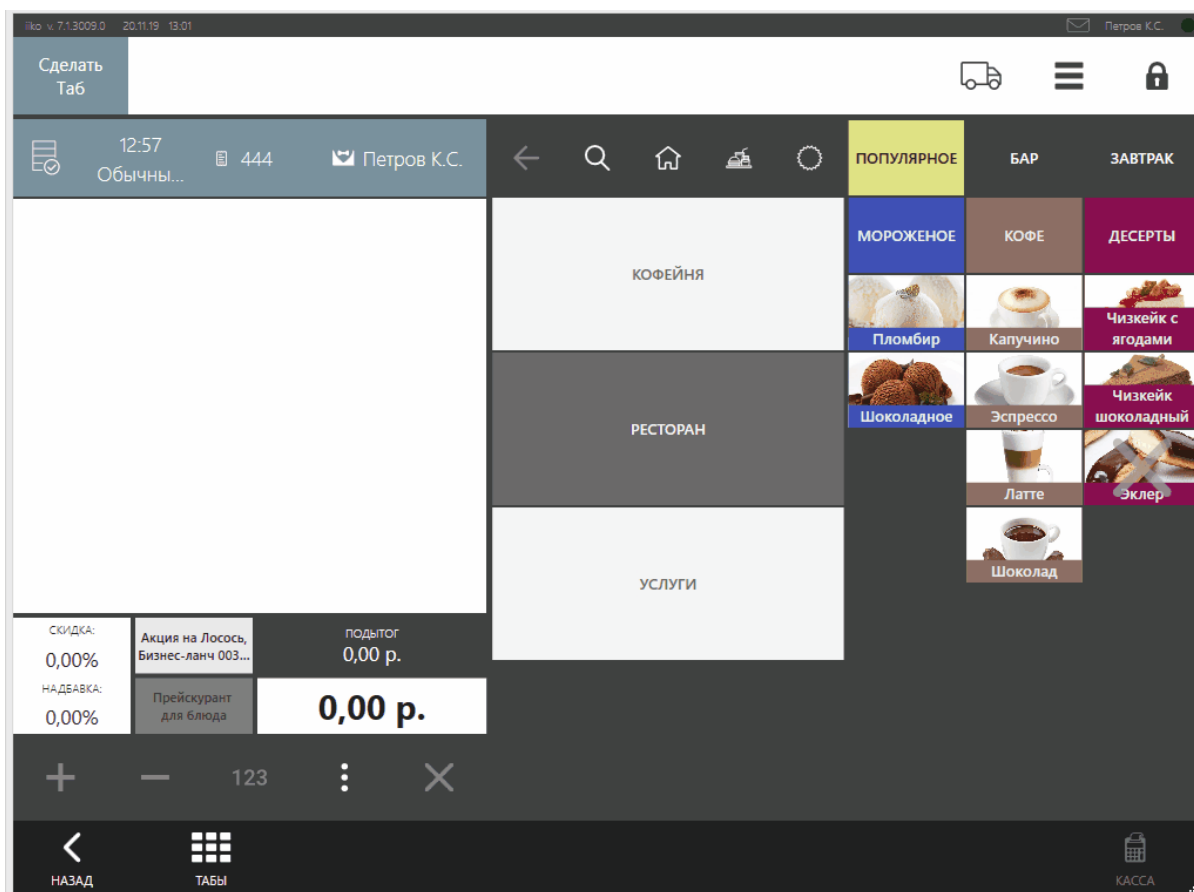 iiko v. 7.1.3009.0 20.11.19 13:01
Петров К.С.
Сделать
Таб
12:57
Обычны...
444
Петров К.С.
ПОПУЛЯРНОЕ
БАР
ЗАВТРАК
КОФЕЙНЯ
МОРОЖЕНОЕ
КОФЕ
ДЕСЕРТЫ
Пломбир
Капучино
Чизкейк с
ягодами
РЕСТОРАН
Шоколадное
Эспрессо
Чизкейк
шоколадный
Латте
Эклер
УСЛУГИ
Шоколад
СКИДКА:
0,00%
Акция на Лосось,
Бизнес-ланч 003...
ПОДЫТОГ
0,00 р.
НАДБАВКА:
0,00%
Прейскурант
для блюда
0,00 р.
123
НАЗАД
ТАБЫ
КАССА